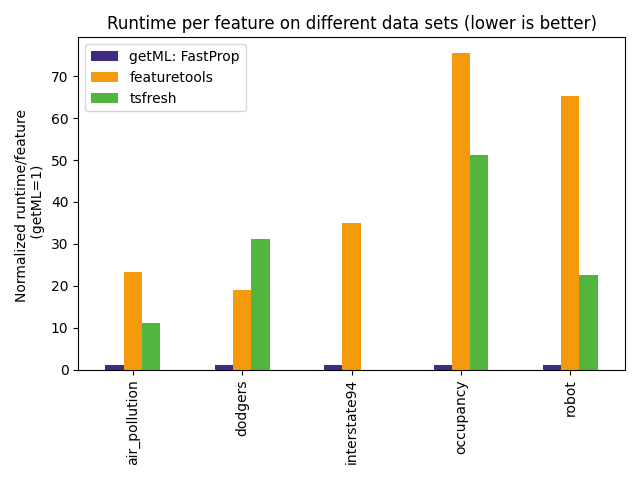 Runtime per feature on different data sets (lower is better)
getML: FastProp
featuretools
tsfresh
Normalized runtime/feature
(getML=1)
70
60
50
40
30
20
10
0
air_pollution
dodgers
interstate94
occupancy
robot